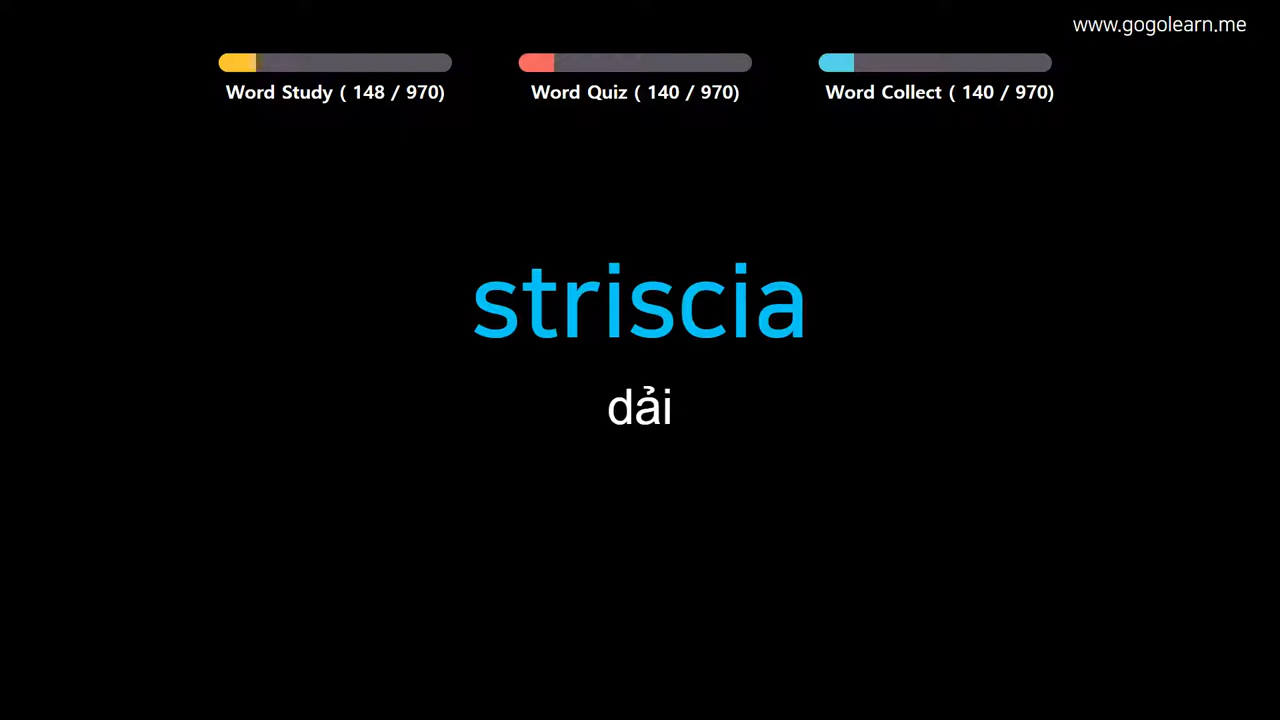 www.gogolearn.me
Word Study ( 148 / 970)
Word Quiz ( 140 / 970)
Word Collect ( 140 / 970)
striscia
dải